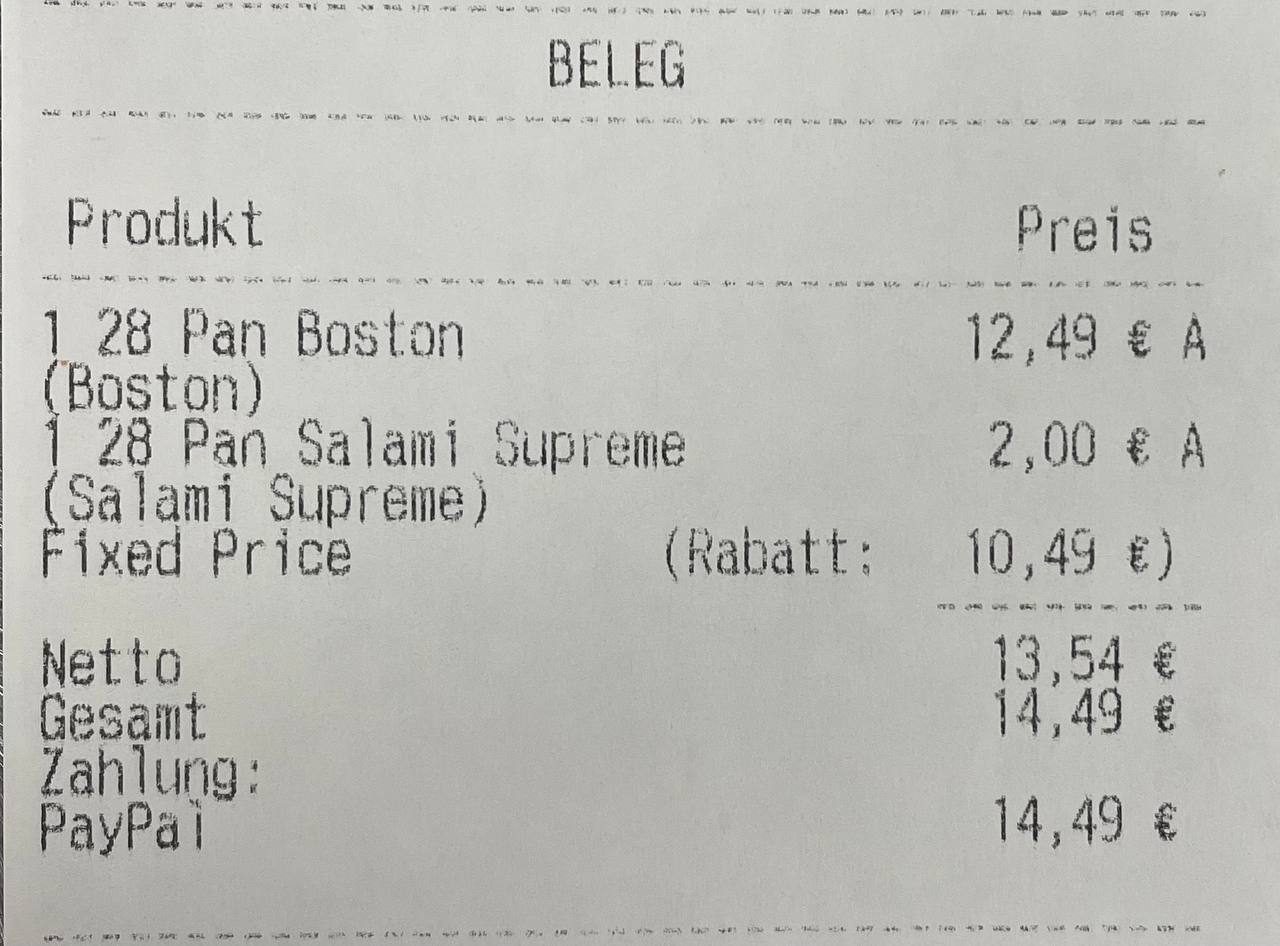 BELEG
Produkt Preis
1 28 Pan Boston 12,49 € A
(Boston)
1 28 Pan Salami Supreme 2,00 € A
(Salami Supreme)
Fixed Price (Rabatt: 10,49 €)
Netto 13,54 €
Gesamt 14,49 €
Zahlung:
PayPal 14,49 €